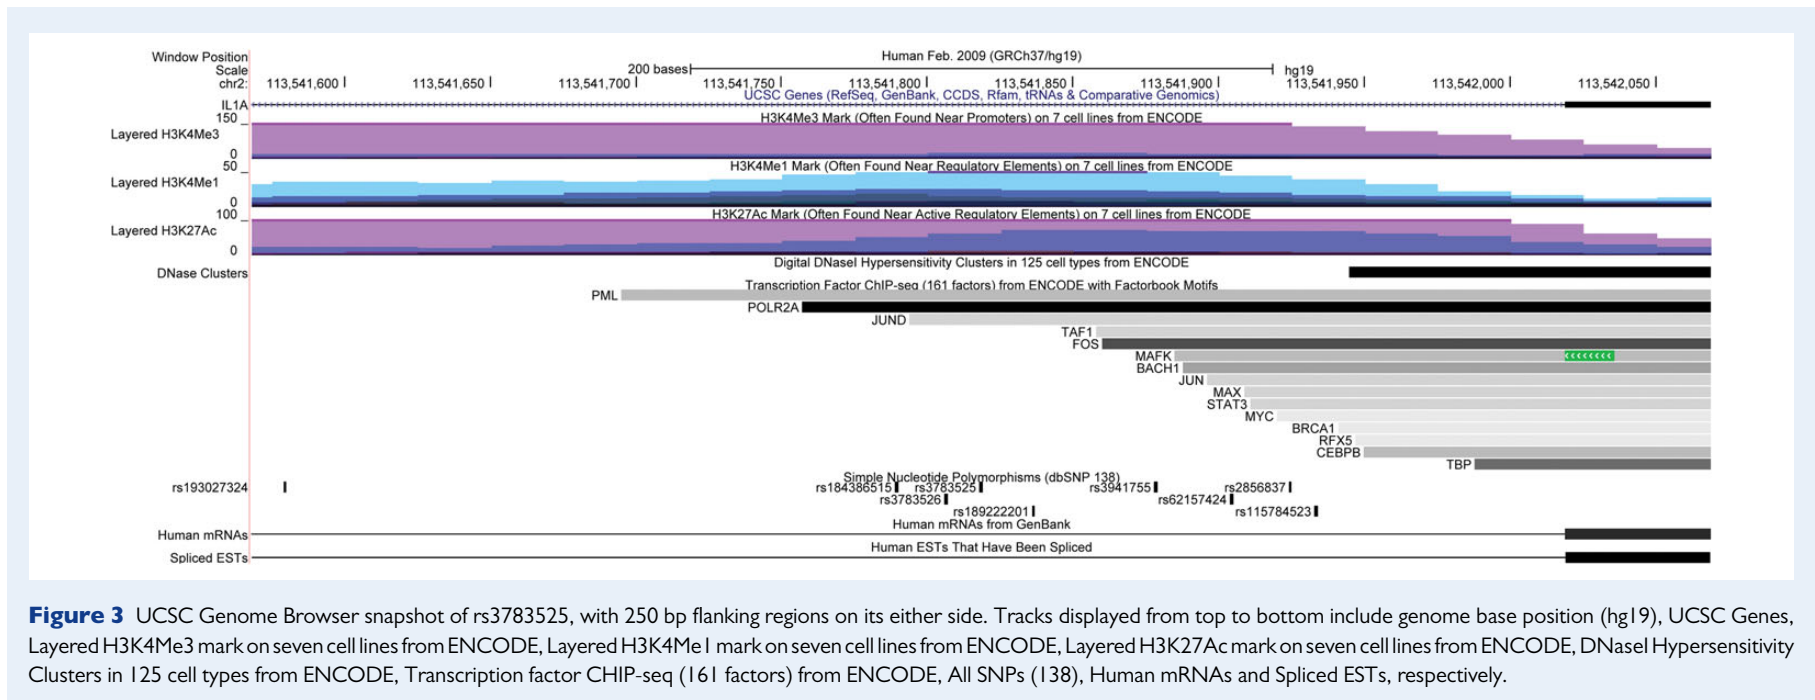 Window Position Human Feb. 2009 (GRCh37/hg19)
Scale 200 bases hg19
chr2: 113,541,600 113,541,650 113,541,700 113,541,750 113,541,800 113,541,850 113,541,900 113,541,950 113,542,000 113,542,050
UCSC Genes (RefSeq, GenBank, CCDS, Rfam, tRNAs & Comparative Genomics)
IL1A
150 H3K4Me3 Mark (Often Found Near Promoters) on 7 cell lines from ENCODE
Layered H3K4Me3
0
50 H3K4Me1 Mark (Often Found Near Regulatory Elements) on 7 cell lines from ENCODE
Layered H3K4Me1
0
100 H3K27Ac Mark (Often Found Near Active Regulatory Elements) on 7 cell lines from ENCODE
Layered H3K27Ac
0
Digital DNaseI Hypersensitivity Clusters in 125 cell types from ENCODE
DNase Clusters
Transcription Factor ChIP-seq (161 factors) from ENCODE with Factorbook Motifs
PML
POLR2A
JUND
TAF1
FOS
MAFK
BACH1
JUN
MAX
STAT3
MYC
BRCA1
RFX5
CEBPB
TBP
Simple Nucleotide Polymorphisms (dbSNP 138)
rs193027324 rs184386515 rs3783525 rs3941755 rs2856837
rs3783526 rs62157424
rs189222201 rs115784523
Human mRNAs from GenBank
Human mRNAs
Human ESTs That Have Been Spliced
Spliced ESTs
Figure 3 UCSC Genome Browser snapshot of rs3783525, with 250 bp flanking regions on its either side. Tracks displayed from top to bottom include genome base position (hg19), UCSC Genes,
Layered H3K4Me3 mark on seven cell lines from ENCODE, Layered H3K4Me1 mark on seven cell lines from ENCODE, Layered H3K27Ac mark on seven cell lines from ENCODE, DNaseI Hypersensitivity
Clusters in 125 cell types from ENCODE, Transcription factor CHIP-seq (161 factors) from ENCODE, All SNPs (138), Human mRNAs and Spliced ESTs, respectively.